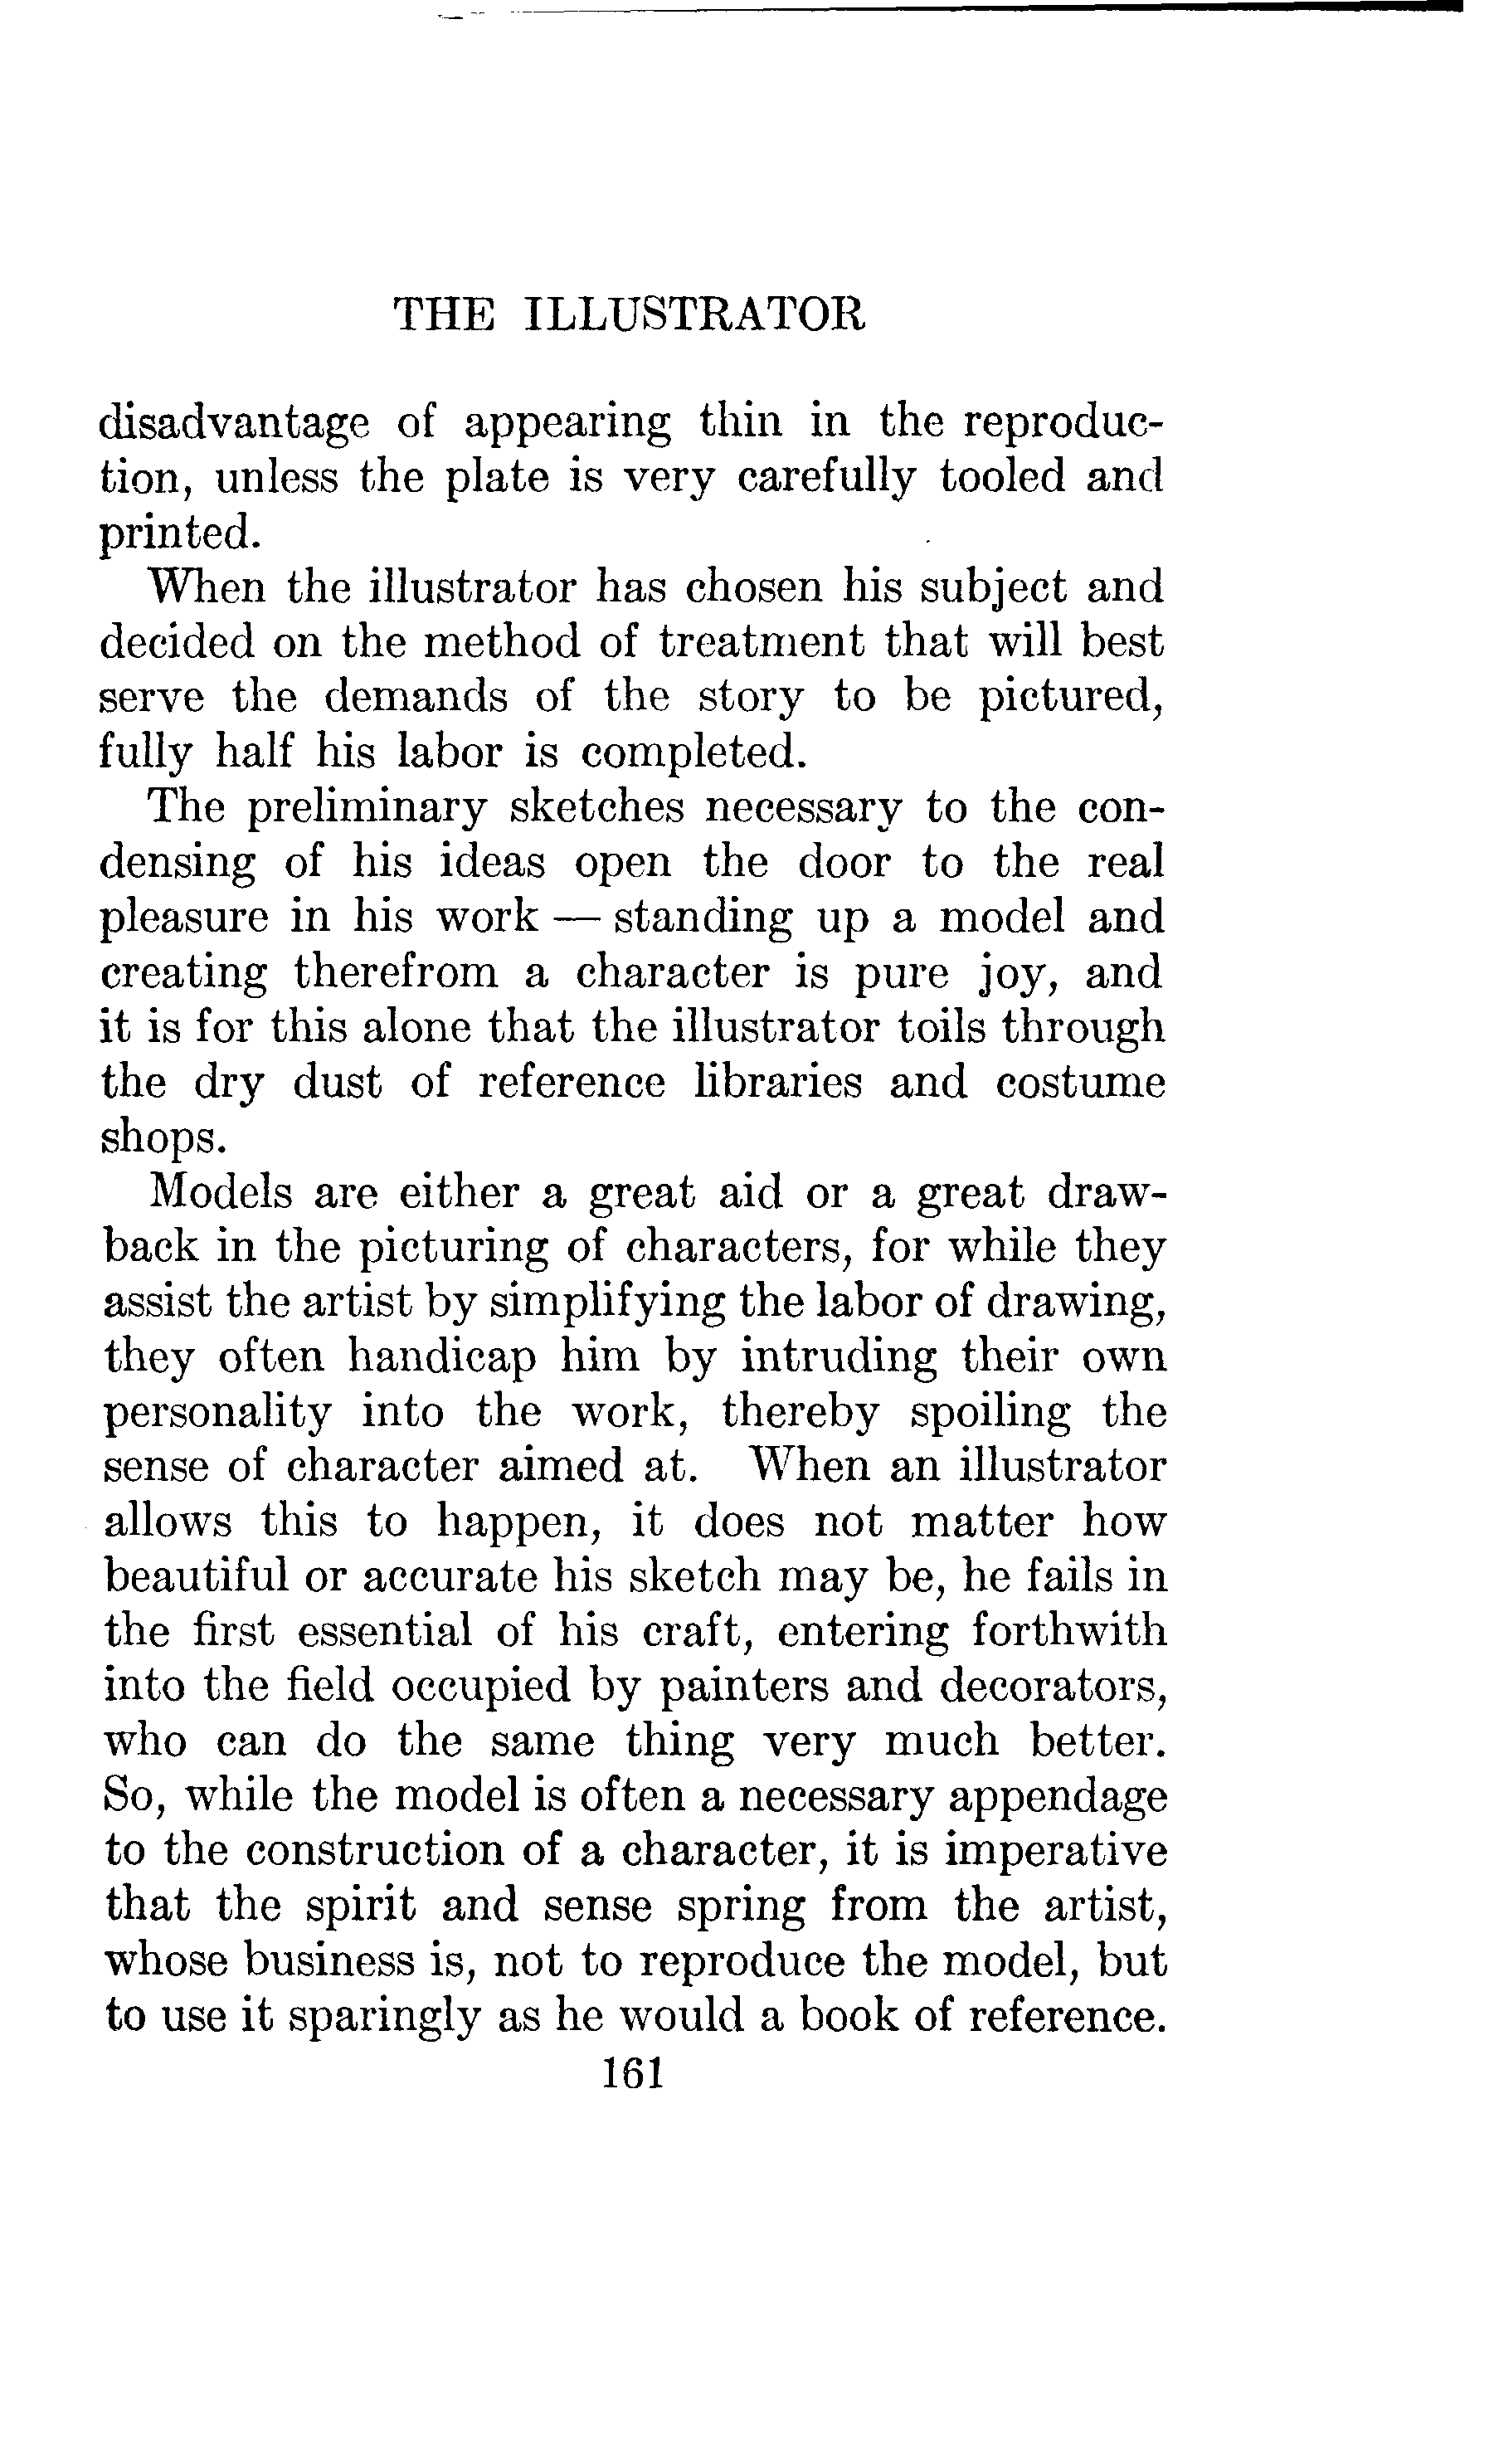 THE ILLUSTRATOR
disadvantage of appearing thin in the reproduc-
tion, unless the plate is very carefully tooled and
printed.
When the illustrator has chosen his subject and
decided on the method of treatment that will best
serve the demands of the story to be pictured,
fully half his labor is completed.
The preliminary sketches necessary to the con-
densing of his ideas open the door to the real
pleasure in his work — standing up a model and
creating therefrom a character is pure joy, and
it is for this alone that the illustrator toils through
the dry dust of reference libraries and costume
shops.
Models are either a great aid or a great draw-
back in the picturing of characters, for while they
assist the artist by simplifying the labor of drawing,
they often handicap him by intruding their own
personality into the work, thereby spoiling the
sense of character aimed at. When an illustrator
allows this to happen, it does not matter how
beautiful or accurate his sketch may be, he fails in
the first essential of his craft, entering forthwith
into the field occupied by painters and decorators,
who can do the same thing very much better.
So, while the model is often a necessary appendage
to the construction of a character, it is imperative
that the spirit and sense spring from the artist,
whose business is, not to reproduce the model, but
to use it sparingly as he would a book of reference.
161